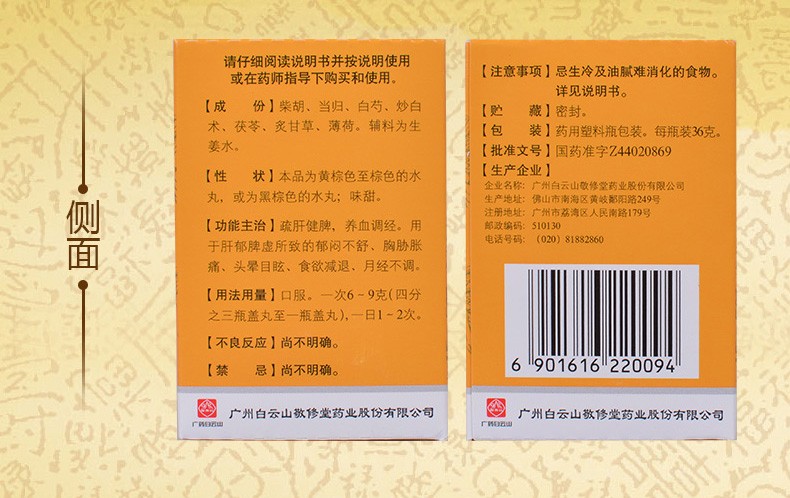 侧面
请仔细阅读说明书并按说明使用
或在药师指导下购买和使用。
【成 份】柴胡、当归、白芍、炒白
术、茯苓、炙甘草、薄荷。辅料为生
姜水。
【性 状】本品为黄棕色至棕色的水
丸,或为黑棕色的水丸；味甜。
【功能主治】疏肝健脾，养血调经。用
于肝郁脾虚所致的郁闷不舒、胸胁胀
痛、头晕目眩、食欲减退、月经不调。
【用法用量】口服。一次6-9克(四分
之三瓶盖丸至一瓶盖丸),一日1-2次。
【不良反应】尚不明确。
【禁 忌】尚不明确。
广药白云山
广州白云山敬修堂药业股份有限公司
【注意事项】忌生冷及油腻难消化的食物。
详见说明书。
【贮 藏】密封。
【包 装】药用塑料瓶包装。每瓶装36克。
【批准文号】国药准字Z44020869
【生产企业】
企业名称：广州白云山敬修堂药业股份有限公司
生产地址：佛山市南海区黄岐鄱阳路249号
注册地址：广州市荔湾区人民南路179号
邮政编码：510130
电话号码：（020）81882860
6 901616 220094
广药白云山
广州白云山敬修堂药业股份有限公司